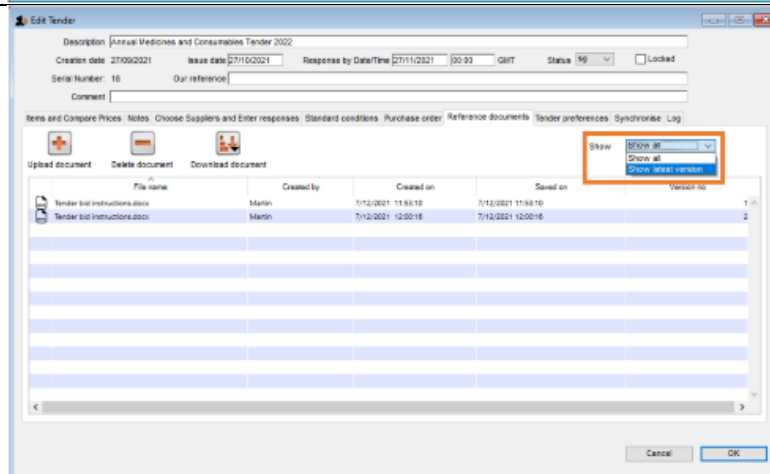 Edit Tender
Description Annual Medicines and Consumables Tender 2022
Creation date 27/09/2021 Issue date 27/10/2021 Response by Date/Time 27/11/2021 00:00 GMT Status sg Locked
Serial Number: 18 Our reference
Comment
Items and Compare Prices Notes Choose Suppliers and Enter responses Standard conditions Purchase order Reference documents Tender preferences Synchronise Log
Show Show all
Upload document Delete document Download document
Show all
Show latest version
File name Created by Created on Saved on Version no
Tender bid instructions.docx Martin 7/12/2021 11:53:10 7/12/2021 11:53:10 1
Tender bid instructions.docx Martin 7/12/2021 12:00:16 7/12/2021 12:00:16 2
Cancel OK